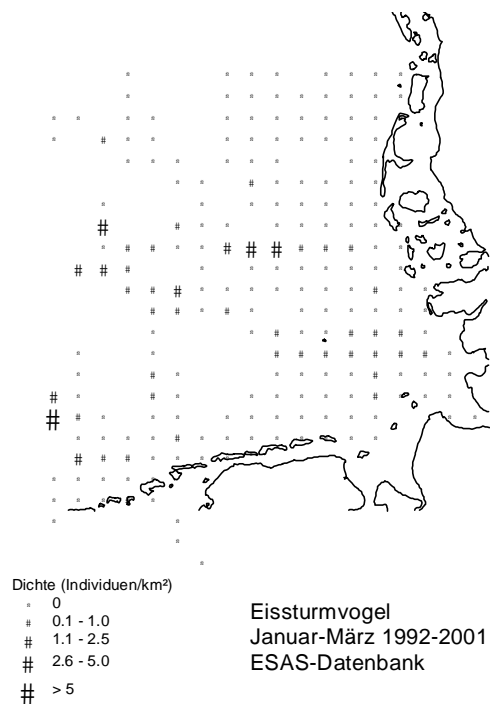 Dichte (Individuen/km²)
0
0.1 - 1.0
1.1 - 2.5
2.6 - 5.0
> 5
Eissturmvogel
Januar-März 1992-2001
ESAS-Datenbank